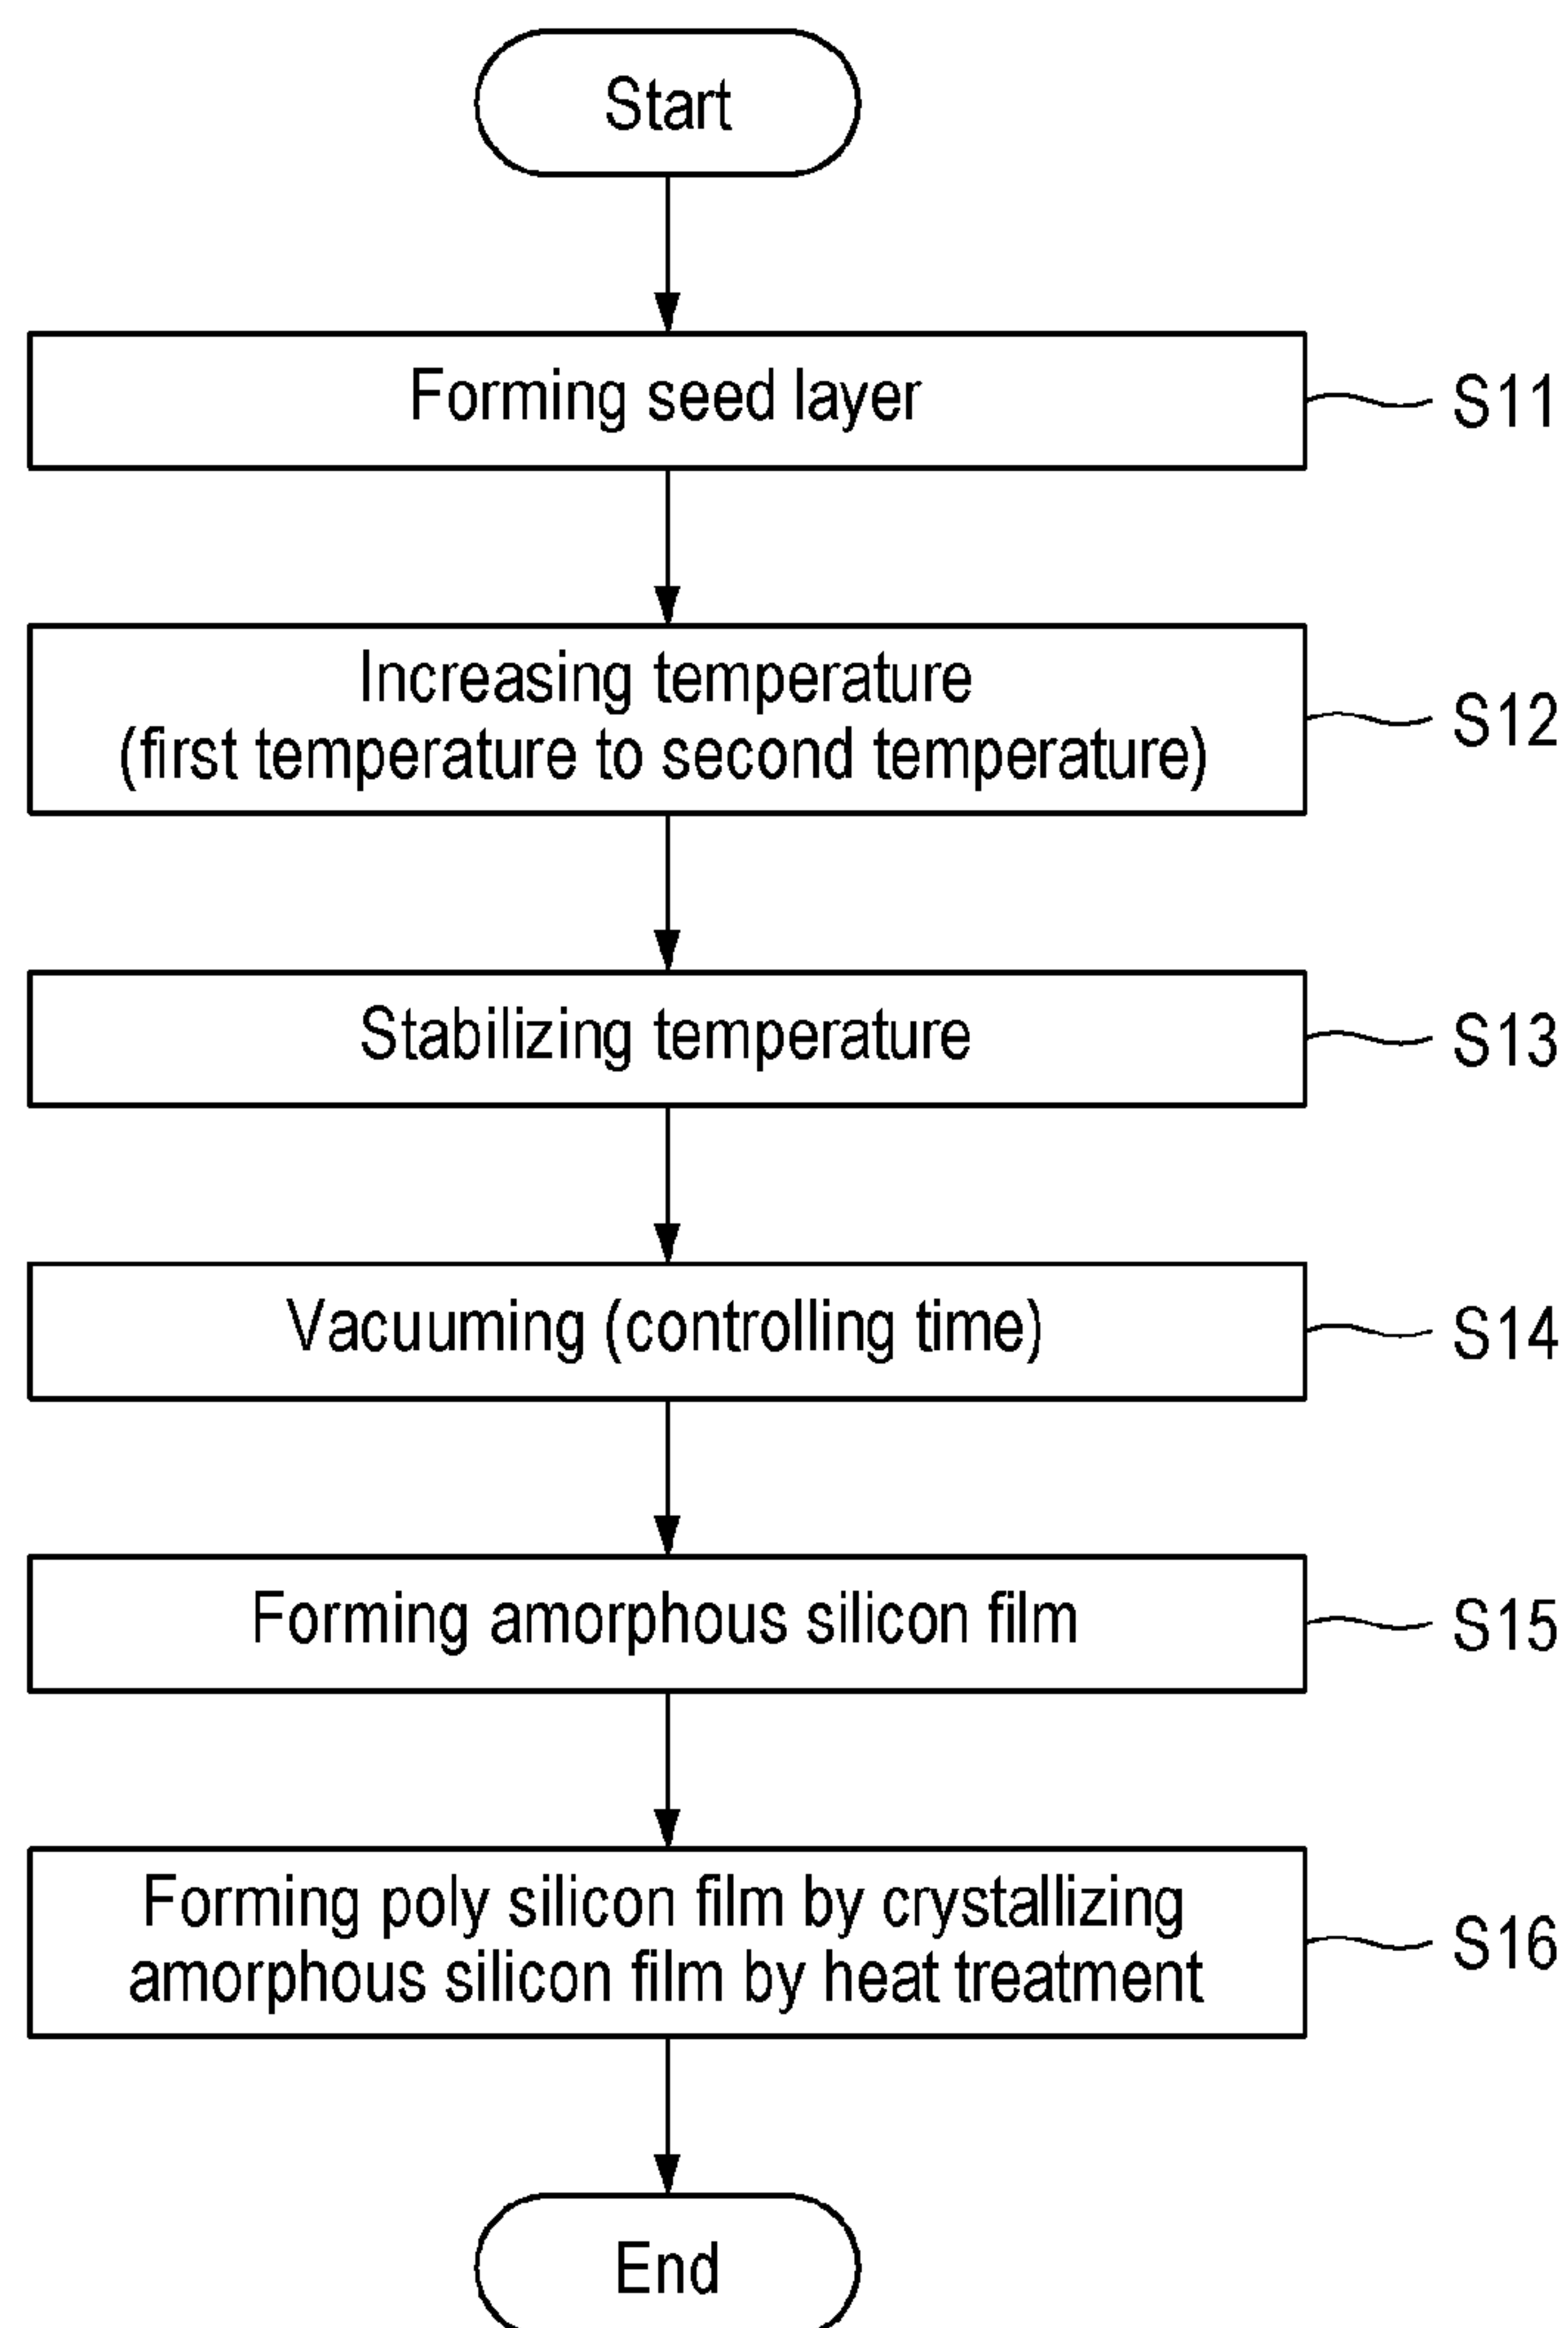 Start
Forming seed layer
S11
Increasing temperature
(first temperature to second temperature)
S12
Stabilizing temperature
S13
Vacuuming (controlling time)
S14
Forming amorphous silicon film
S15
Forming poly silicon film by crystallizing
amorphous silicon film by heat treatment
S16
End